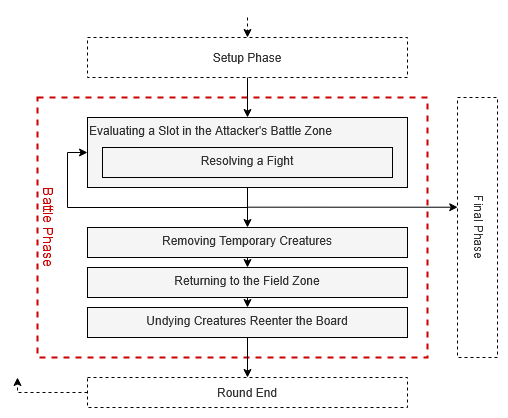 Setup Phase
Evaluating a Slot in the Attacker's Battle Zone
Resolving a Fight
Battle Phase
Final Phase
Removing Temporary Creatures
Returning to the Field Zone
Undying Creatures Reenter the Board
Round End